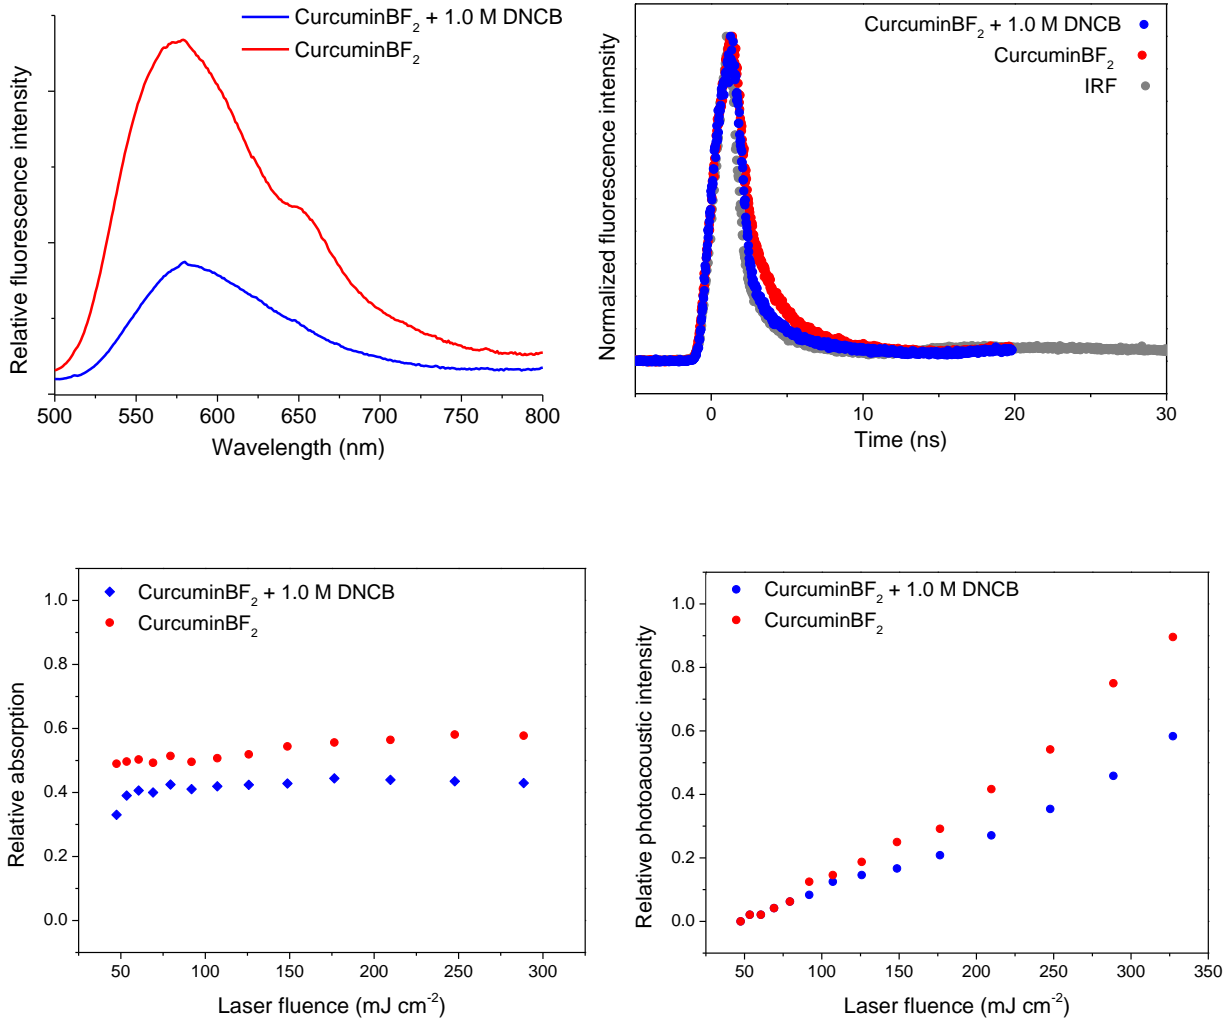 CurcuminBF2 + 1.0 M DNCB
CurcuminBF2
Relative fluorescence intensity
500 550 600 650 700 750 800
Wavelength (nm)
CurcuminBF2 + 1.0 M DNCB
CurcuminBF2
IRF
Normalized fluorescence intensity
0 10 20 30
Time (ns)
CurcuminBF2 + 1.0 M DNCB
CurcuminBF2
Relative absorption
1.0
0.8
0.6
0.4
0.2
0.0
50 100 150 200 250 300
Laser fluence (mJ cm-2)
CurcuminBF2 + 1.0 M DNCB
CurcuminBF2
Relative photoacoustic intensity
1.0
0.8
0.6
0.4
0.2
0.0
50 100 150 200 250 300 350
Laser fluence (mJ cm-2)